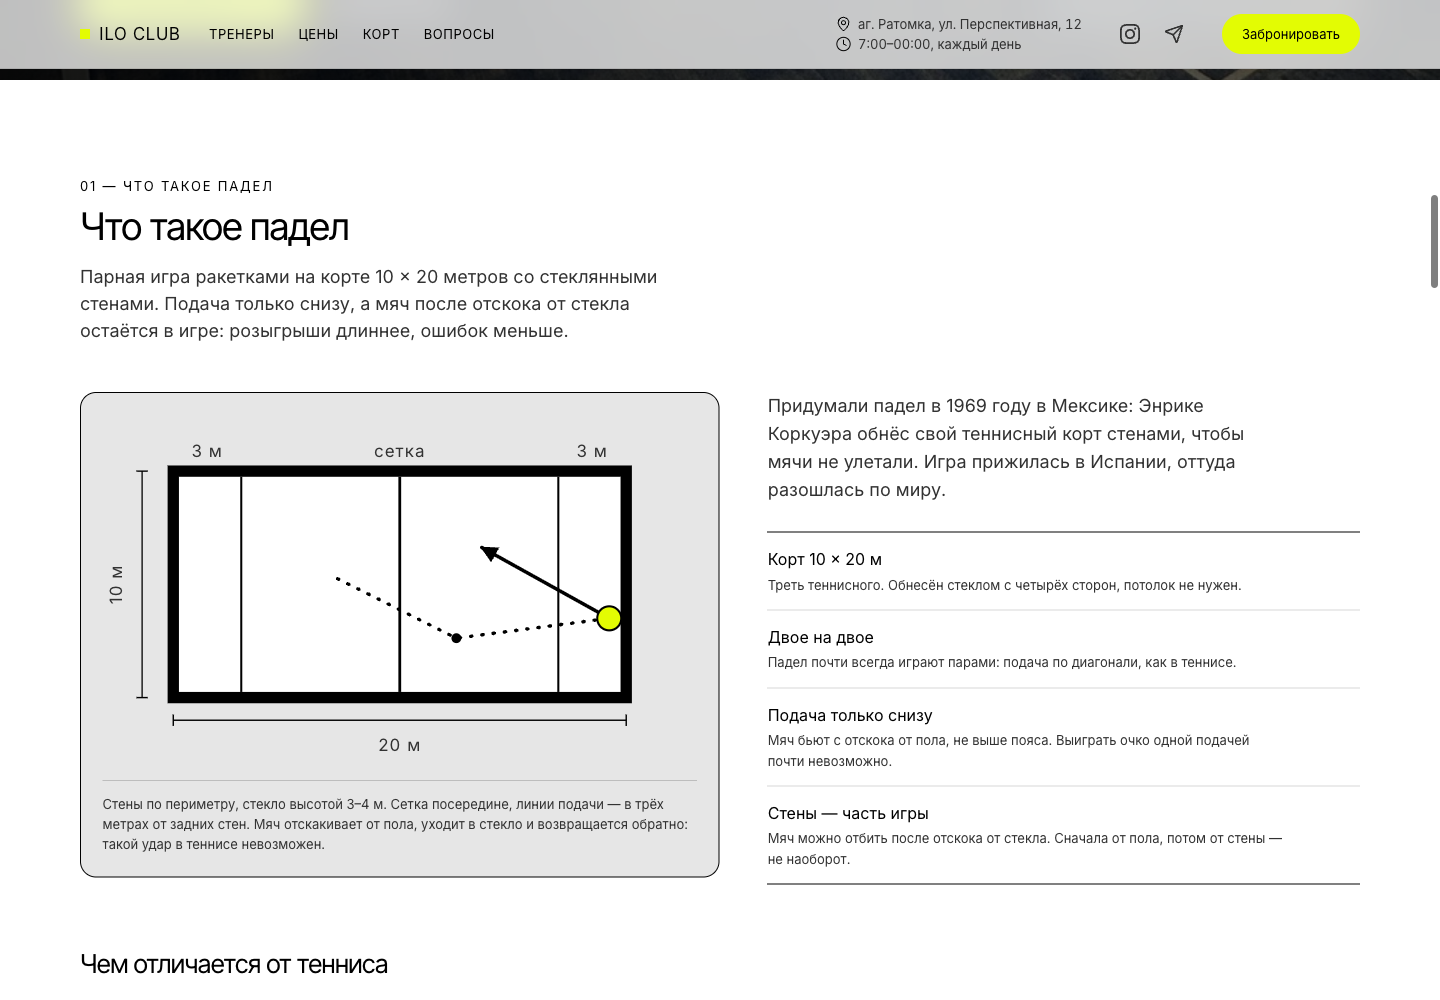 ILO CLUB ТРЕНЕРЫ ЦЕНЫ КОРТ ВОПРОСЫ
аг. Ратомка, ул. Перспективная, 12
7:00–00:00, каждый день
Забронировать
01 — ЧТО ТАКОЕ ПАДЕЛ
Что такое падел
Парная игра ракетками на корте 10 × 20 метров со стеклянными
стенами. Подача только снизу, а мяч после отскока от стекла
остаётся в игре: розыгрыши длиннее, ошибок меньше.
3 м сетка 3 м
10 м
20 м
Стены по периметру, стекло высотой 3–4 м. Сетка посередине, линии подачи — в трёх
метрах от задних стен. Мяч отскакивает от пола, уходит в стекло и возвращается обратно:
такой удар в теннисе невозможен.
Придумали падел в 1969 году в Мексике: Энрике
Коркуэра обнёс свой теннисный корт стенами, чтобы
мячи не улетали. Игра прижилась в Испании, оттуда
разошлась по миру.
Корт 10 × 20 м
Треть теннисного. Обнесён стеклом с четырёх сторон, потолок не нужен.
Двое на двое
Падел почти всегда играют парами: подача по диагонали, как в теннисе.
Подача только снизу
Мяч бьют с отскока от пола, не выше пояса. Выиграть очко одной подачей
почти невозможно.
Стены — часть игры
Мяч можно отбить после отскока от стекла. Сначала от пола, потом от стены —
не наоборот.
Чем отличается от тенниса